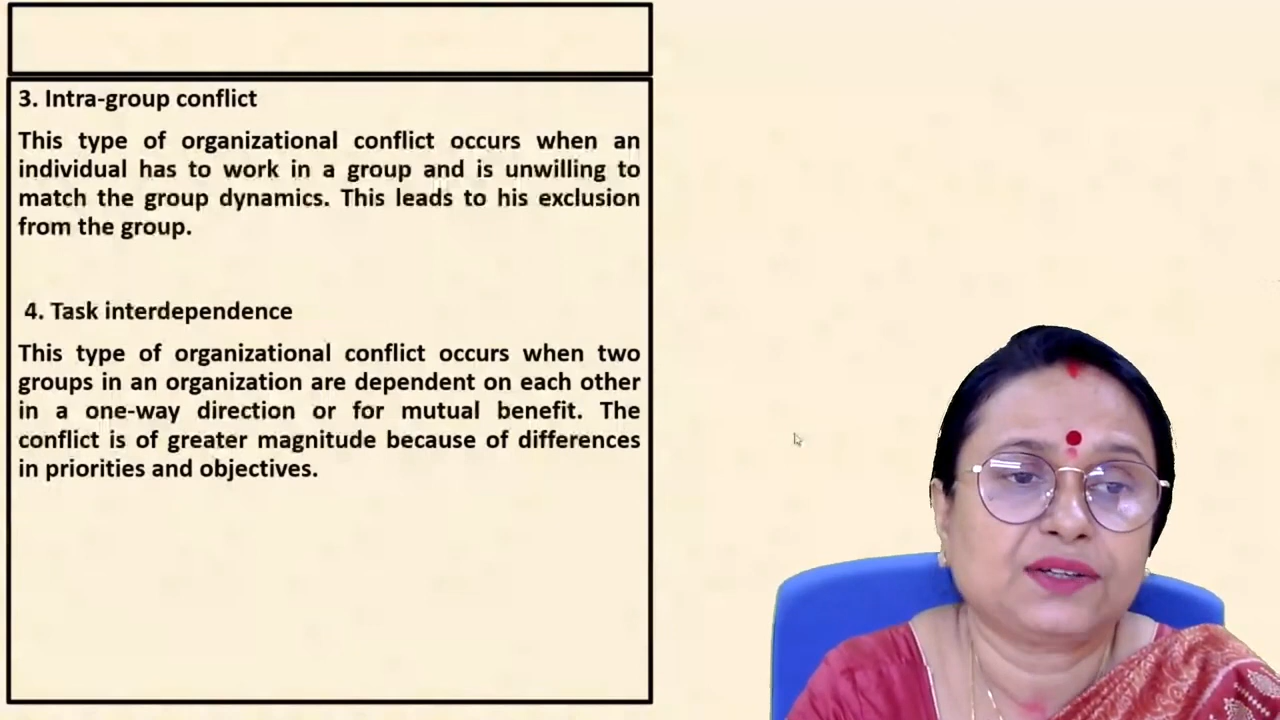 3. Intra-group conflict
This type of organizational conflict occurs when an
individual has to work in a group and is unwilling to
match the group dynamics. This leads to his exclusion
from the group.
4. Task interdependence
This type of organizational conflict occurs when two
groups in an organization are dependent on each other
in a one-way direction or for mutual benefit. The
conflict is of greater magnitude because of differences
in priorities and objectives.